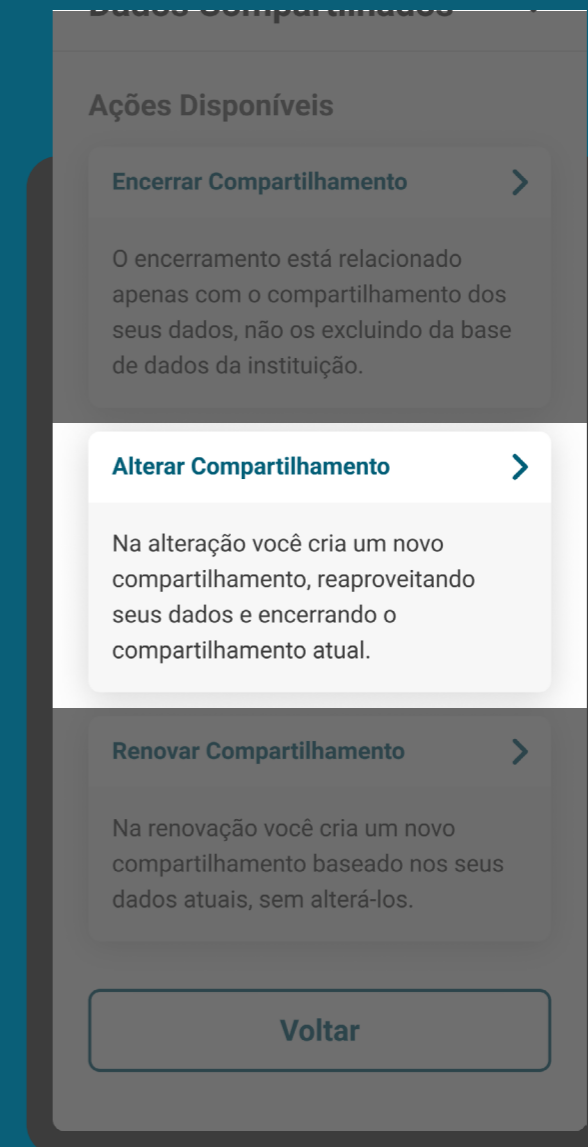 Dados Compartilhados
Ações Disponíveis
Encerrar Compartilhamento
O encerramento está relacionado
apenas com o compartilhamento dos
seus dados, não os excluindo da base
de dados da instituição.
Alterar Compartilhamento
Na alteração você cria um novo
compartilhamento, reaproveitando
seus dados e encerrando o
compartilhamento atual.
Renovar Compartilhamento
Na renovação você cria um novo
compartilhamento baseado nos seus
dados atuais, sem alterá-los.
Voltar